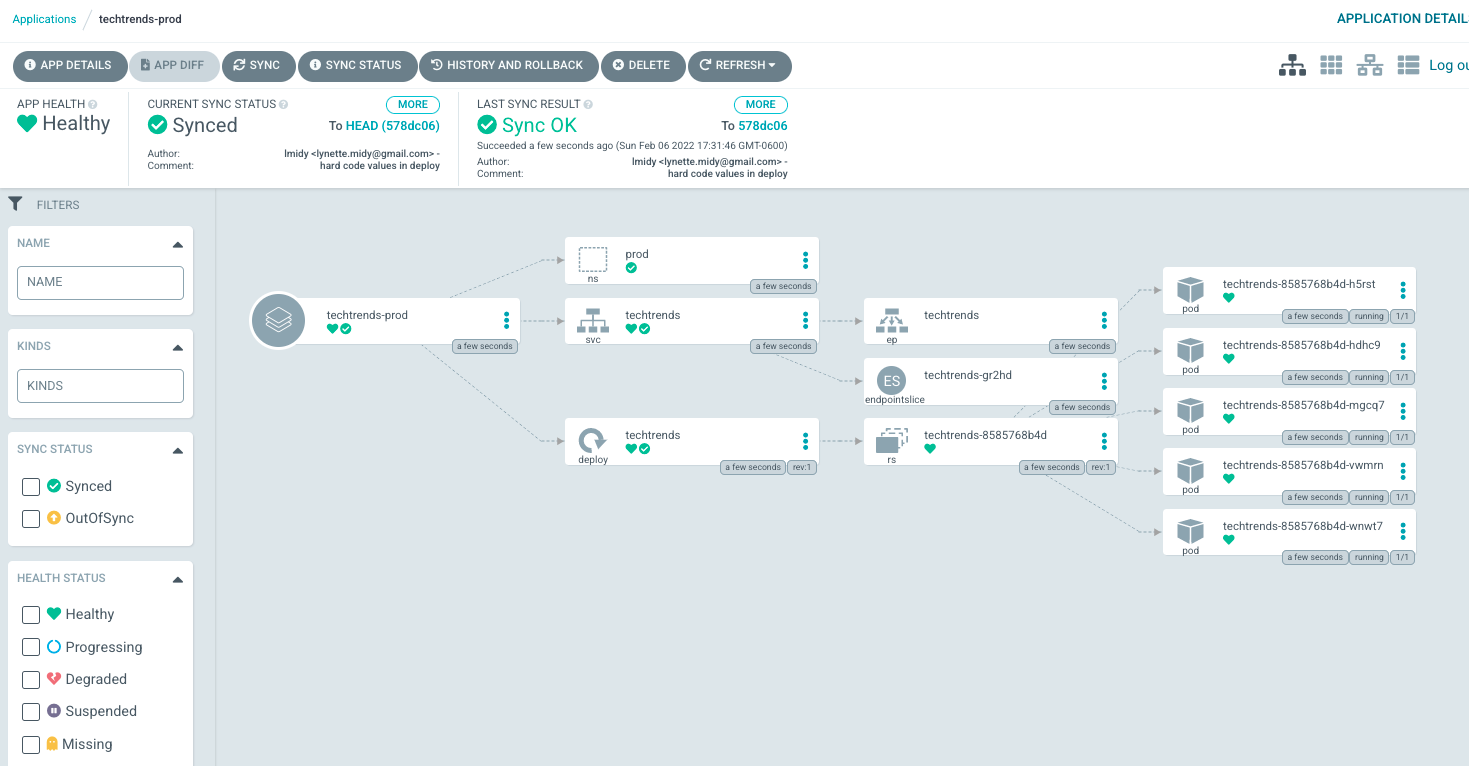 Applications / techtrends-prod
APPLICATION DETAIL
APP DETAILS
APP DIFF
SYNC
SYNC STATUS
HISTORY AND ROLLBACK
DELETE
REFRESH
Log ou
APP HEALTH
Healthy
CURRENT SYNC STATUS
MORE
Synced
To HEAD (578dc06)
Author: lmidy <lynette.midy@gmail.com> -
Comment: hard code values in deploy
LAST SYNC RESULT
MORE
Sync OK
To 578dc06
Succeeded a few seconds ago (Sun Feb 06 2022 17:31:46 GMT-0600)
Author: lmidy <lynette.midy@gmail.com> -
Comment: hard code values in deploy
FILTERS
NAME
NAME
KINDS
KINDS
SYNC STATUS
Synced
OutOfSync
HEALTH STATUS
Healthy
Progressing
Degraded
Suspended
Missing
techtrends-prod
a few seconds
prod
ns
a few seconds
techtrends
svc
a few seconds
techtrends
deploy
a few seconds rev:1
techtrends
ep
a few seconds
ES
techtrends-gr2hd
endpointslice
a few seconds
techtrends-8585768b4d
rs
a few seconds rev:1
techtrends-8585768b4d-h5rst
pod
a few seconds running 1/1
techtrends-8585768b4d-hdhc9
pod
a few seconds running 1/1
techtrends-8585768b4d-mgcq7
pod
a few seconds running 1/1
techtrends-8585768b4d-vwmrn
pod
a few seconds running 1/1
techtrends-8585768b4d-wnwt7
pod
a few seconds running 1/1